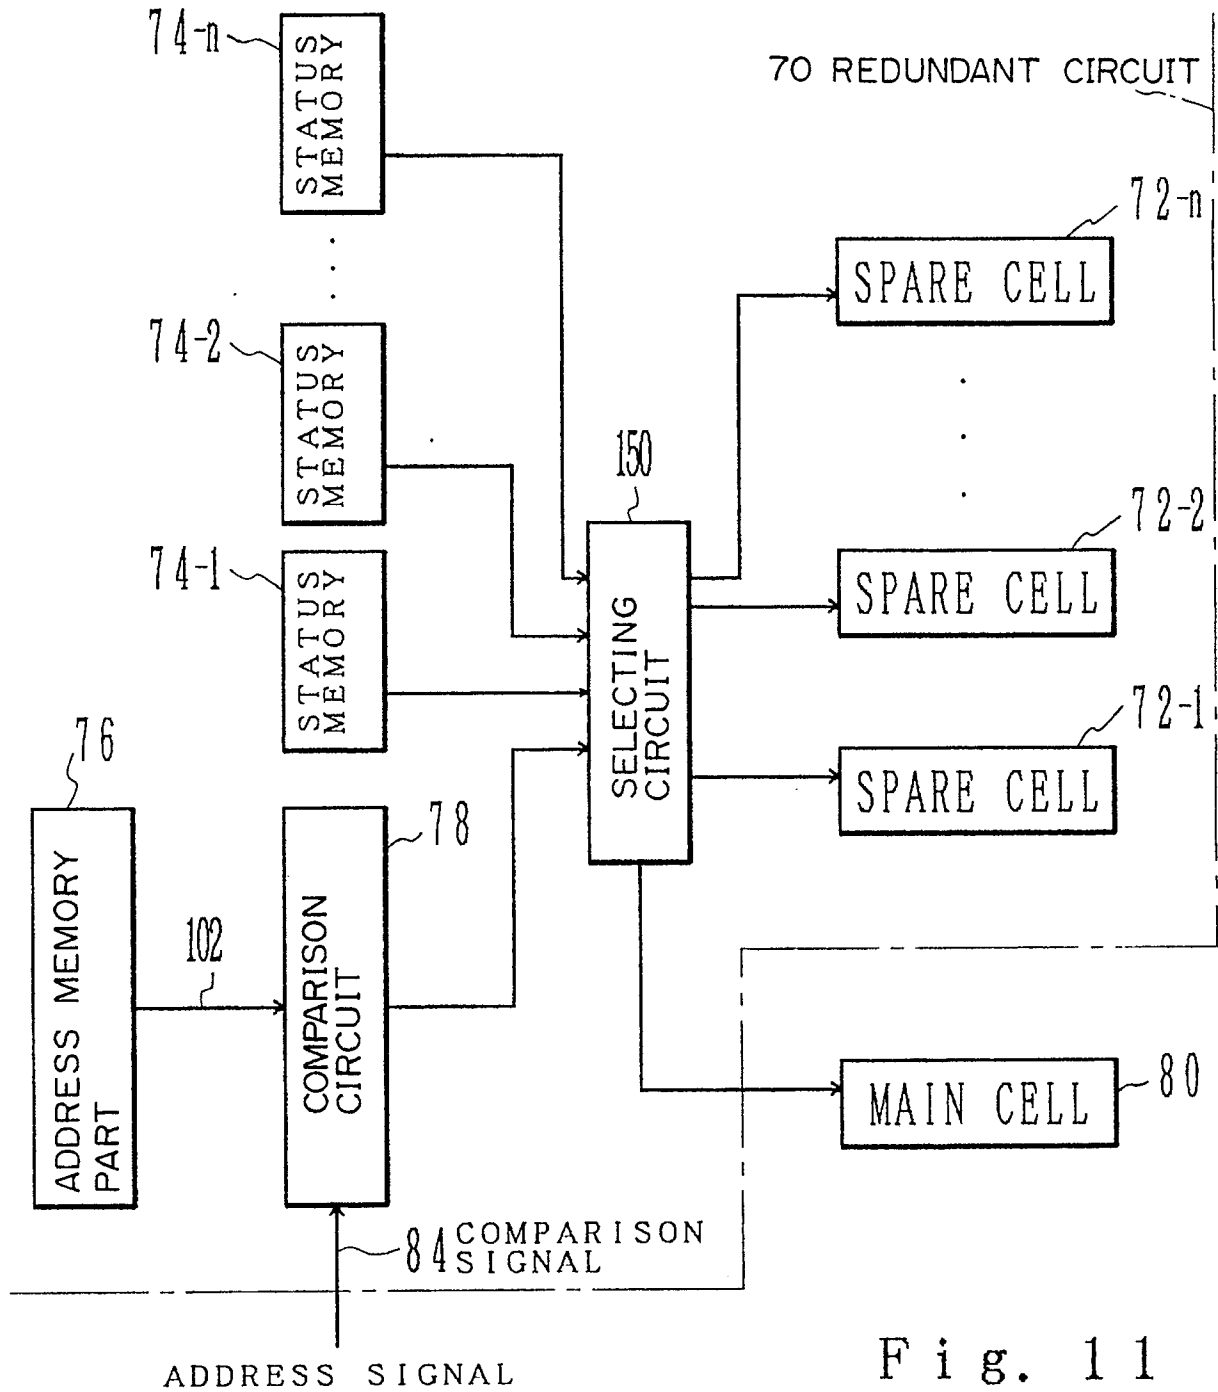 74-n
STATUS
MEMORY
70 REDUNDANT CIRCUIT
72-n
SPARE CELL
74-2
STATUS
MEMORY
150
72-2
SPARE CELL
74-1
STATUS
MEMORY
SELECTING
CIRCUIT
72-1
SPARE CELL
76
ADDRESS MEMORY
PART
78
102
COMPARISON
CIRCUIT
80
MAIN CELL
84 COMPARISON
SIGNAL
ADDRESS SIGNAL
Fig. 11